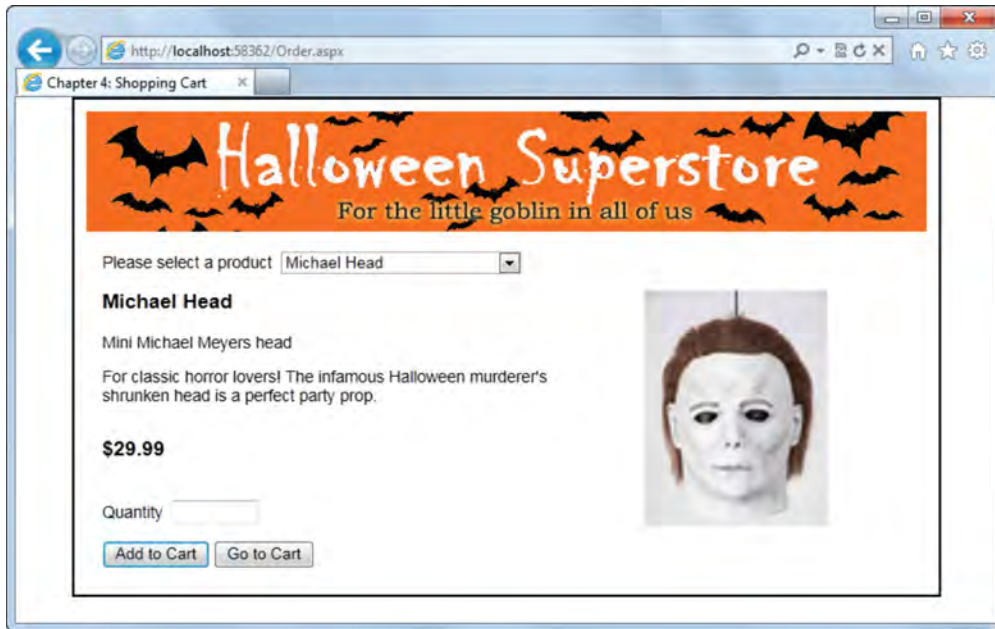 http://localhost:58362/Order.aspx
Chapter 4: Shopping Cart
Halloween Superstore
For the little goblin in all of us
Please select a product Michael Head
Michael Head
Mini Michael Meyers head
For classic horror lovers! The infamous Halloween murderer's
shrunken head is a perfect party prop.
$29.99
Quantity
Add to Cart Go to Cart